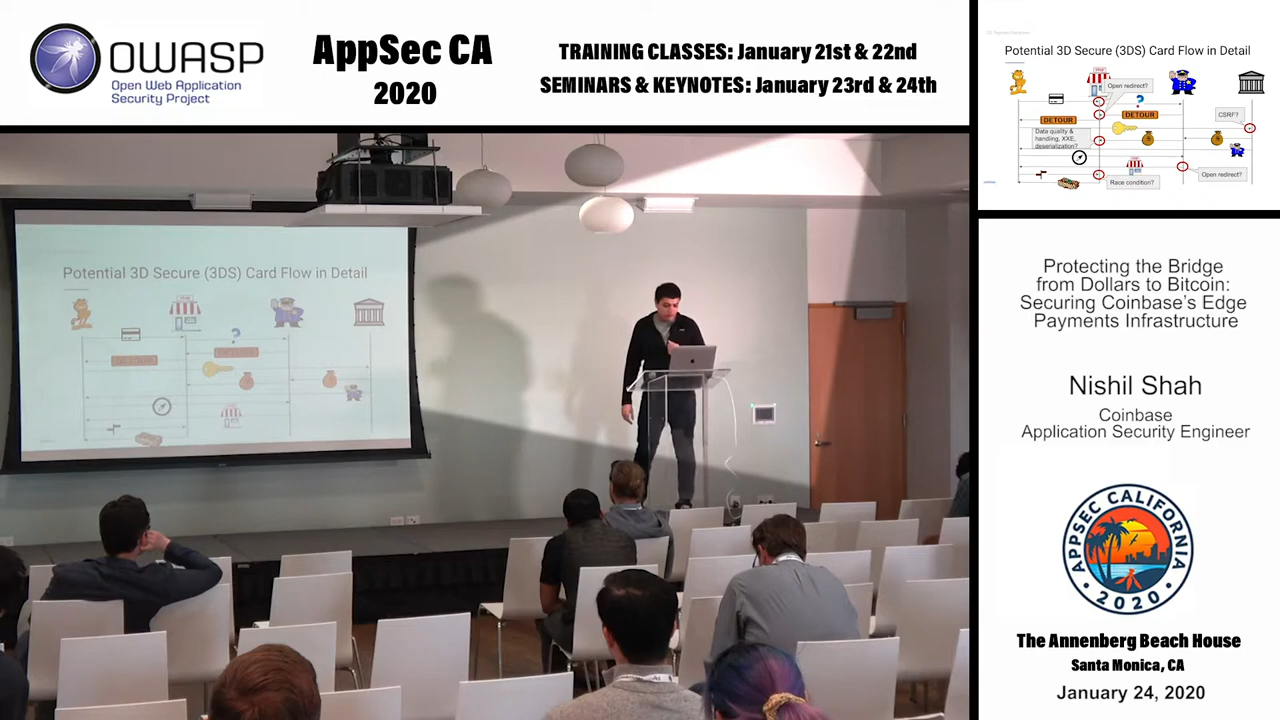 OWASP
Open Web Application
Security Project
AppSec CA
2020
TRAINING CLASSES: January 21st & 22nd
SEMINARS & KEYNOTES: January 23rd & 24th
Potential 3D Secure (3DS) Card Flow in Detail
Open redirect?
?
DETOUR
DETOUR
CSRF?
Data quality &
handling, XXE,
deserialization?
Race condition?
Open redirect?
Potential 3D Secure (3DS) Card Flow in Detail
?
DETOUR
DETOUR
Protecting the Bridge
from Dollars to Bitcoin:
Securing Coinbase's Edge
Payments Infrastructure
Nishil Shah
Coinbase
Application Security Engineer
APPSEC CALIFORNIA
• 2020 •
The Annenberg Beach House
Santa Monica, CA
January 24, 2020